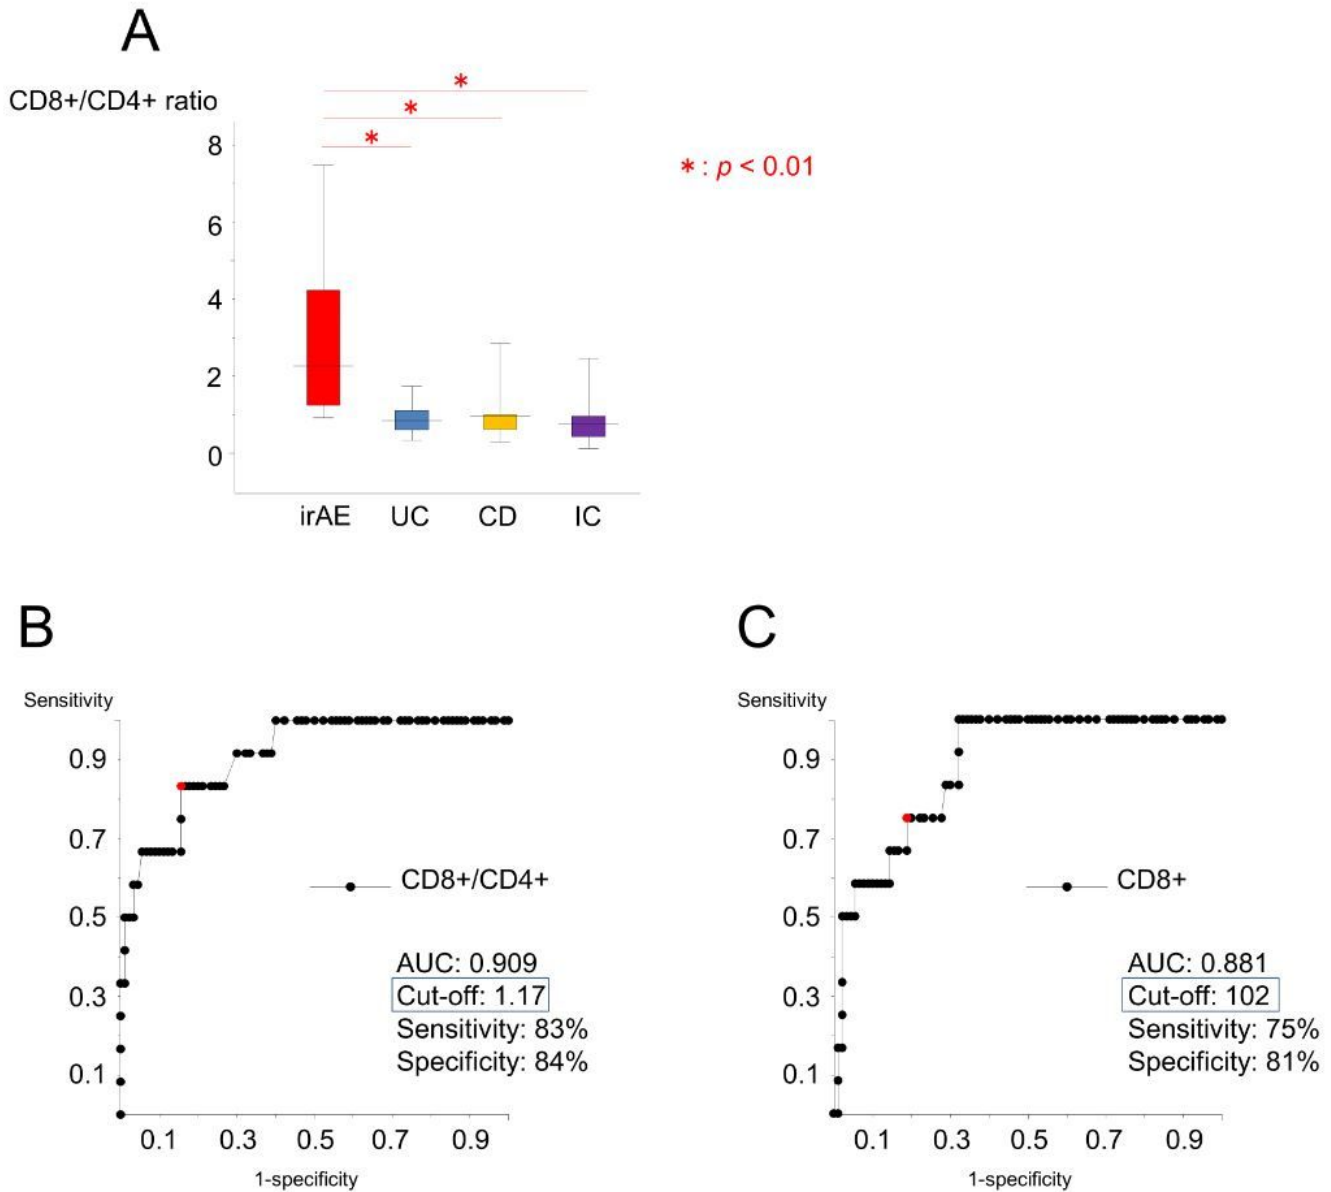 A
CD8+/CD4+ ratio
*
*
*
* : p < 0.01
8
6
4
2
0
irAE UC CD IC
B
Sensitivity
0.9
0.7
0.5
0.3
0.1
CD8+/CD4+
AUC: 0.909
Cut-off: 1.17
Sensitivity: 83%
Specificity: 84%
0.1 0.3 0.5 0.7 0.9
1-specificity
C
Sensitivity
0.9
0.7
0.5
0.3
0.1
CD8+
AUC: 0.881
Cut-off: 102
Sensitivity: 75%
Specificity: 81%
0.1 0.3 0.5 0.7 0.9
1-specificity